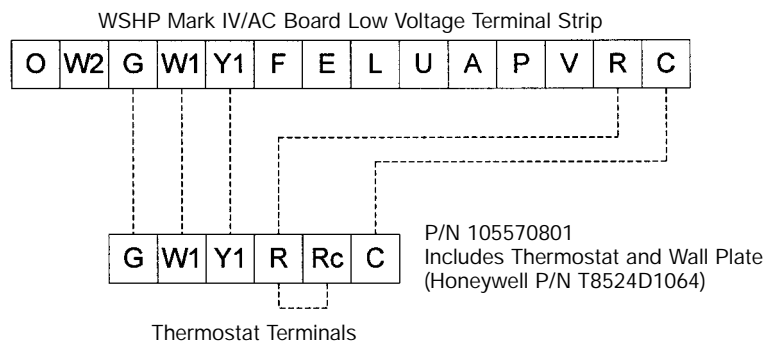 WSHP Mark IV/AC Board Low Voltage Terminal Strip
O W2 G W1 Y1 F E L U A P V R C
G W1 Y1 R Rc C
P/N 105570801
Includes Thermostat and Wall Plate
(Honeywell P/N T8524D1064)
Thermostat Terminals